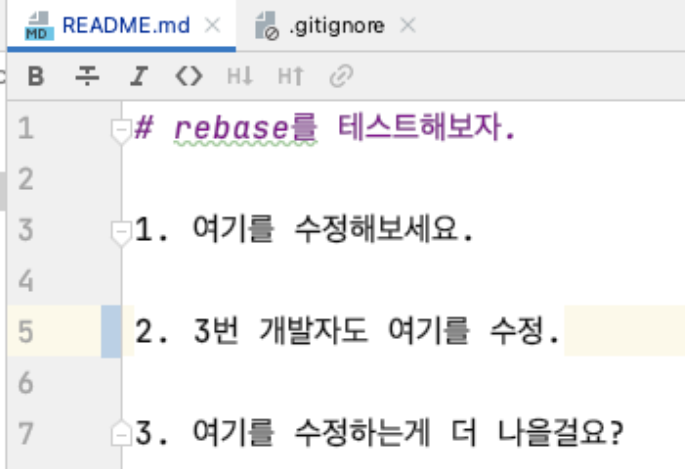 MD README.md × .gitignore ×
B T I <> H↓ H↑
1 # rebase를 테스트해보자.
2
3 1. 여기를 수정해보세요.
4
5 2. 3번 개발자도 여기를 수정.
6
7 3. 여기를 수정하는게 더 나을걸요?